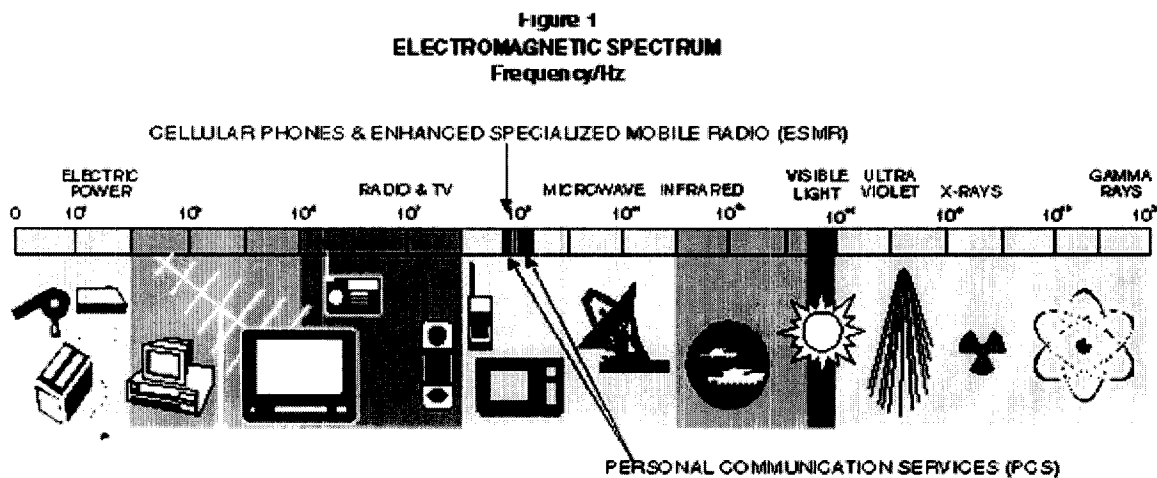 Figure 1
ELECTROMAGNETIC SPECTRUM
Frequency/Hz
CELLULAR PHONES & ENHANCED SPECIALIZED MOBILE RADIO (ESMR)
ELECTRIC POWER
RADIO & TV
MICROWAVE
INFRARED
VISIBLE LIGHT
ULTRA VIOLET
X-RAYS
GAMMA RAYS
0
PERSONAL COMMUNICATION SERVICES (PCS)